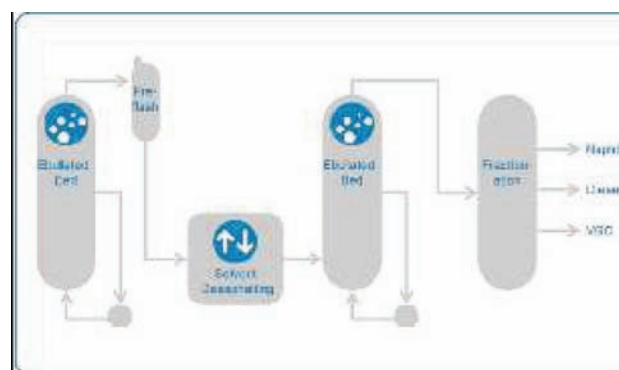 Pre-
flash
Ebullated
Bed
Ebullated
Bed
Fraction
ation
Solvent
Deasphalting
VGO